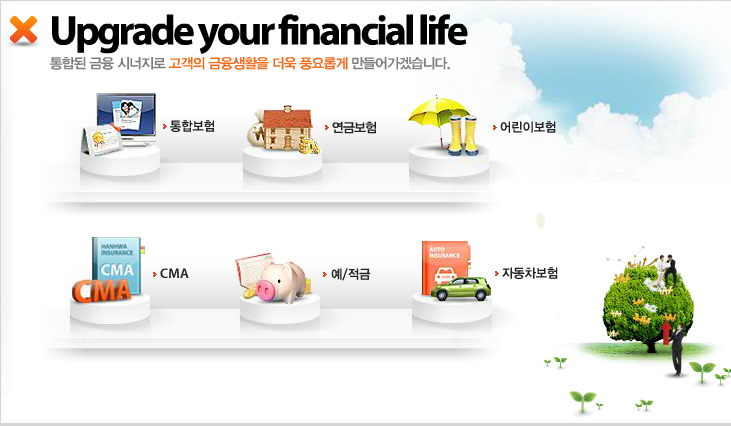 Upgrade your financial life
통합된 금융 시너지로 고객의 금융생활을 더욱 풍요롭게 만들어가겠습니다.
통합보험
연금보험
어린이보험
HANHWA
INSURANCE
CMA
CMA
CMA
예/적금
AUTO
INSURANCE
자동차보험